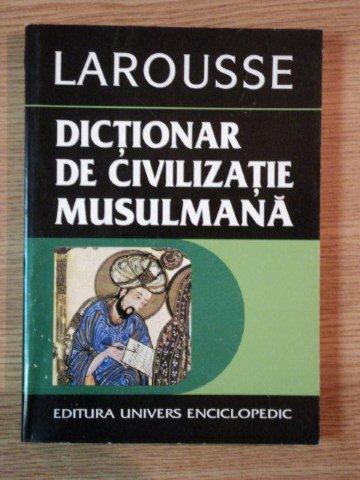 LAROUSSE
DICȚIONAR
DE CIVILIZAȚIE
MUSULMANĂ
EDITURA UNIVERS ENCICLOPEDIC